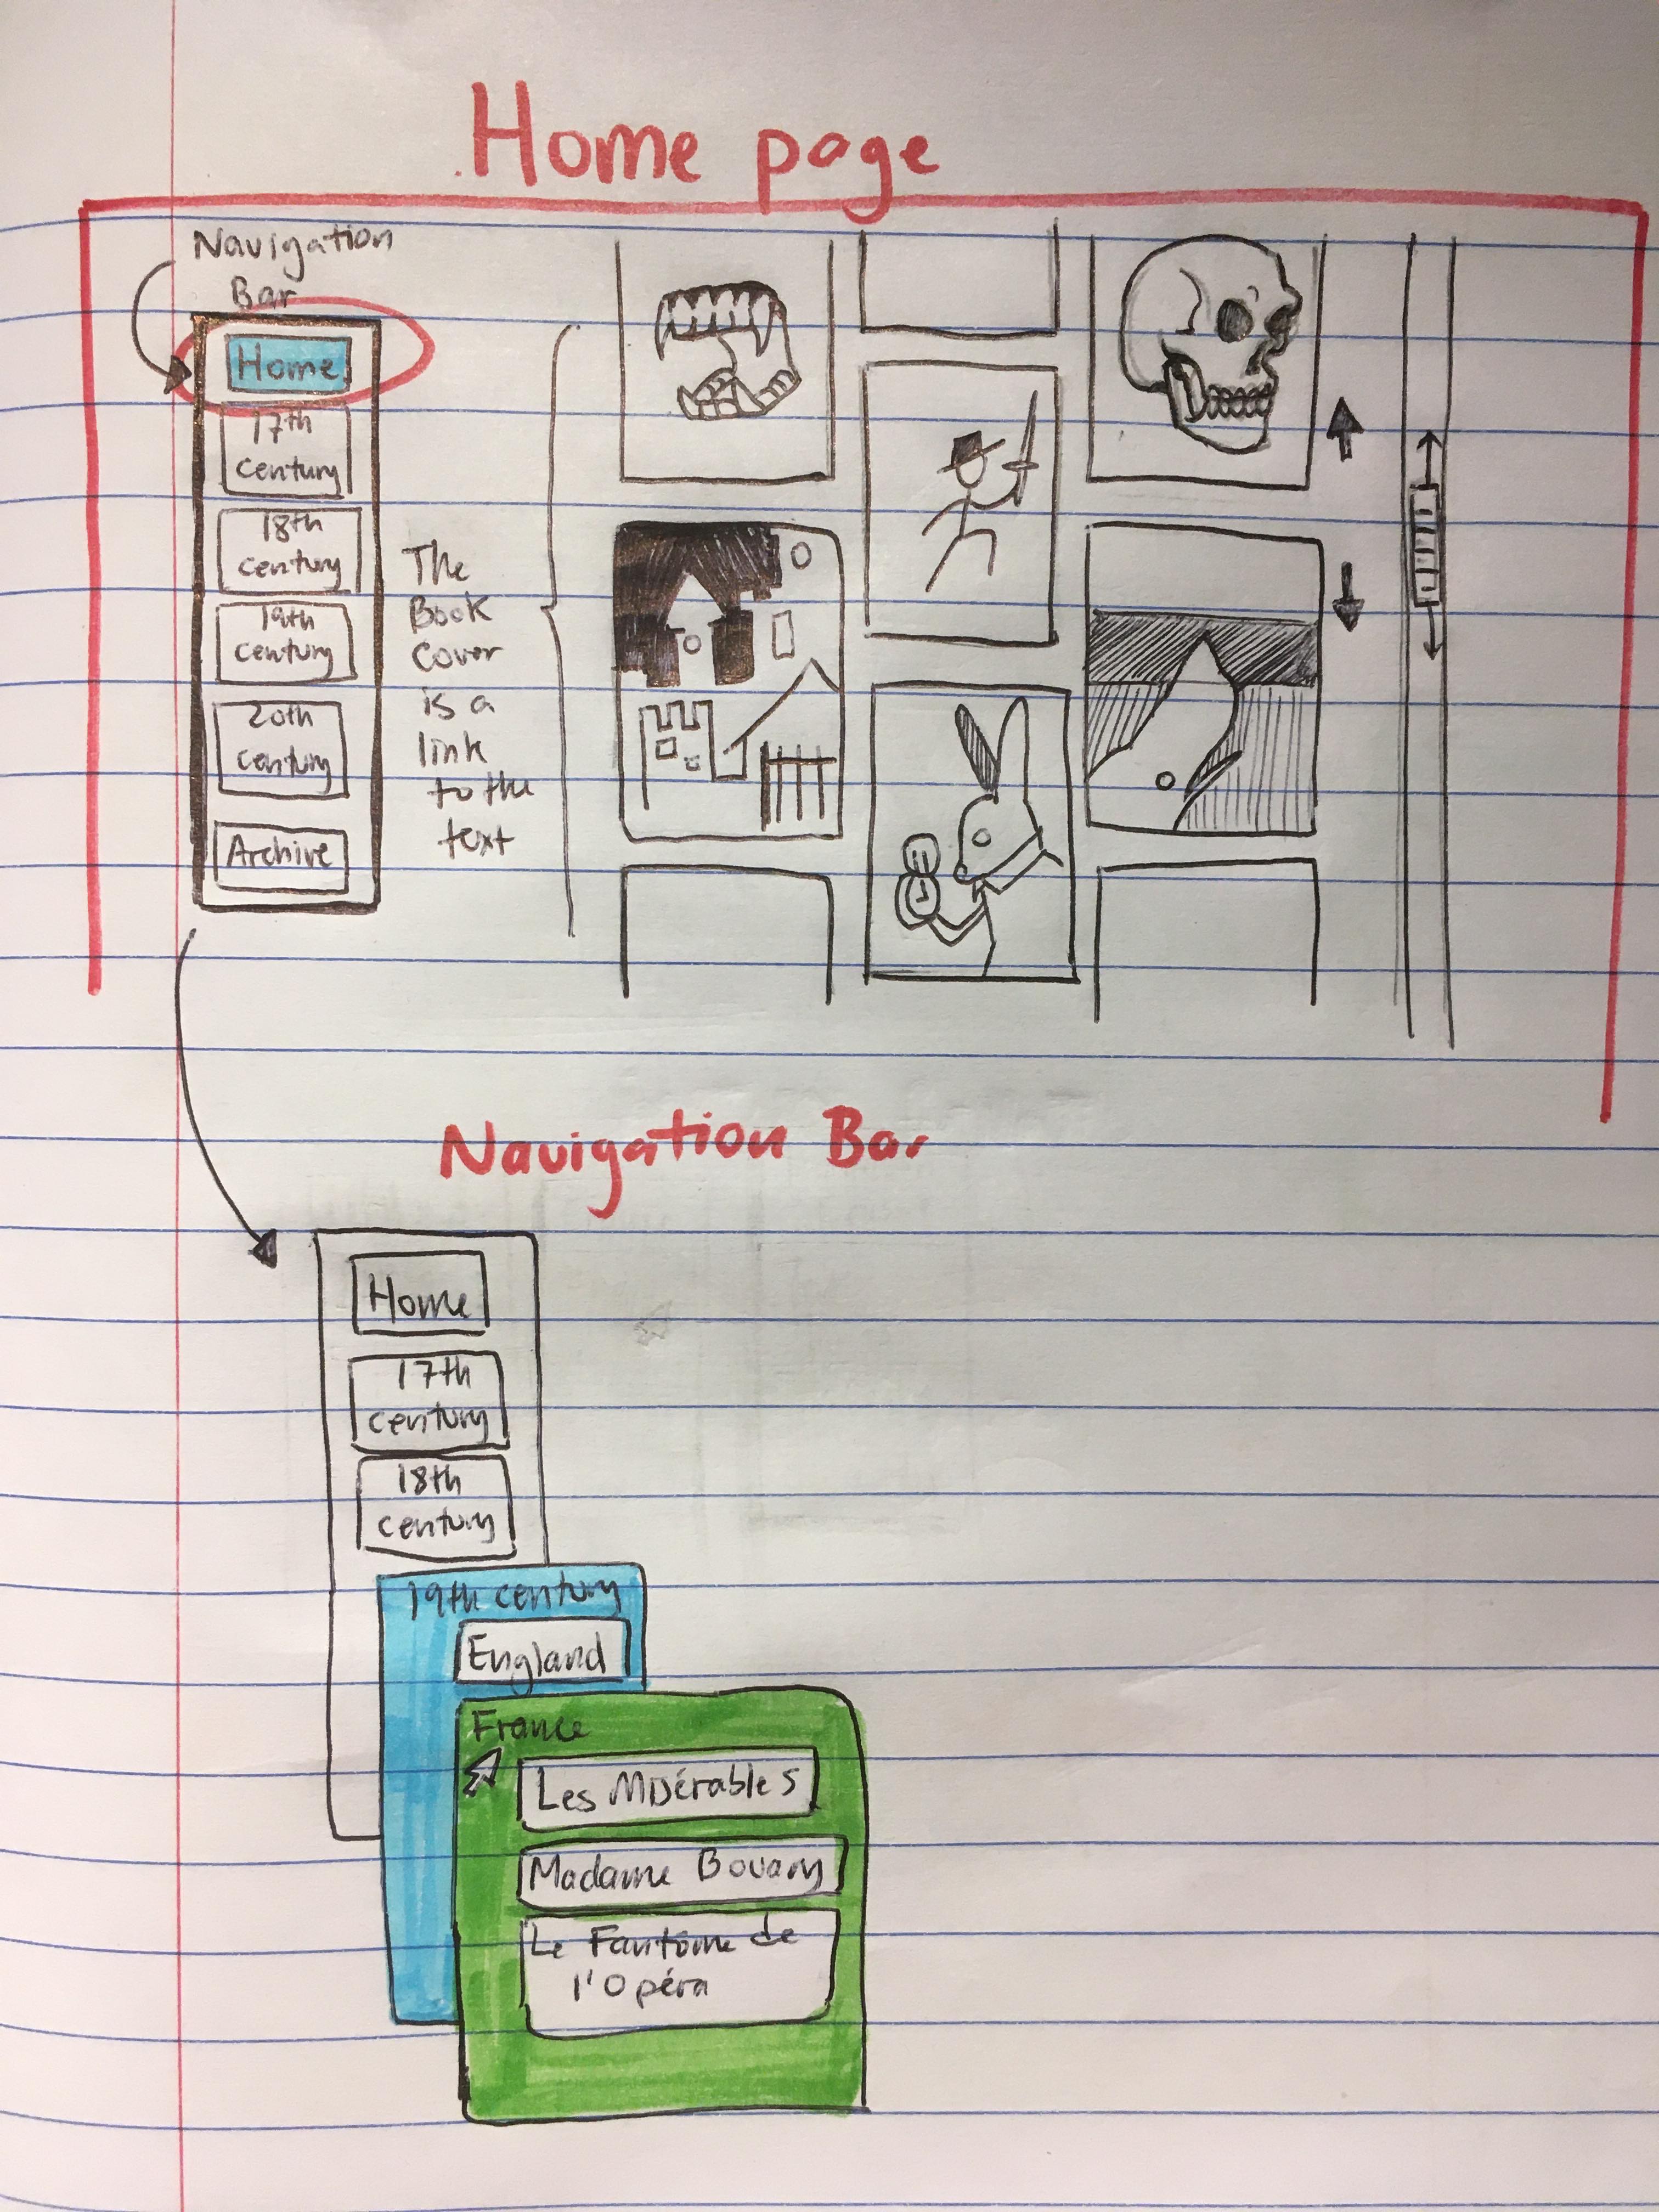 Home page
Navigation
Bar
Home
17th
century
18th
century
19th
century
20th
century
Archive
The
Book
cover
is a
link
to the
text
Navigation Bar
Home
17th
century
18th
century
19th century
England
France
Les Misérables
Madame Bovary
Le Fantôme de
l'Opéra